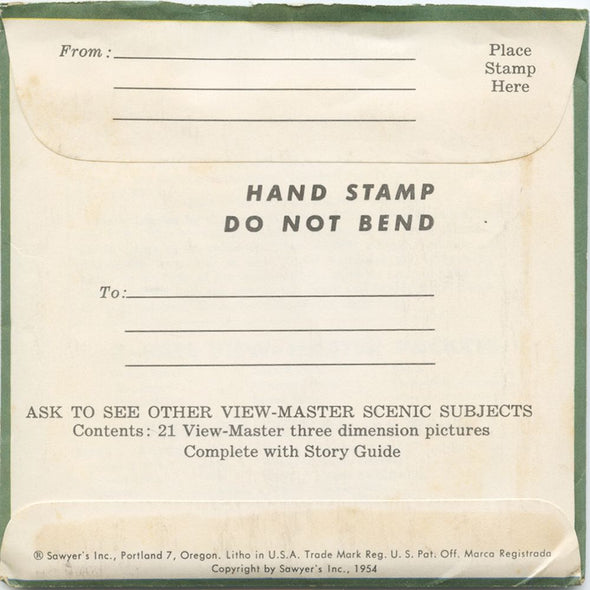 From:
Place
Stamp
Here
HAND STAMP
DO NOT BEND
To:
ASK TO SEE OTHER VIEW-MASTER SCENIC SUBJECTS
Contents: 21 View-Master three dimension pictures
Complete with Story Guide
® Sawyer's Inc., Portland 7, Oregon. Litho in U.S.A. Trade Mark Reg. U. S. Pat. Off. Marca Registrada
Copyright by Sawyer's Inc., 1954